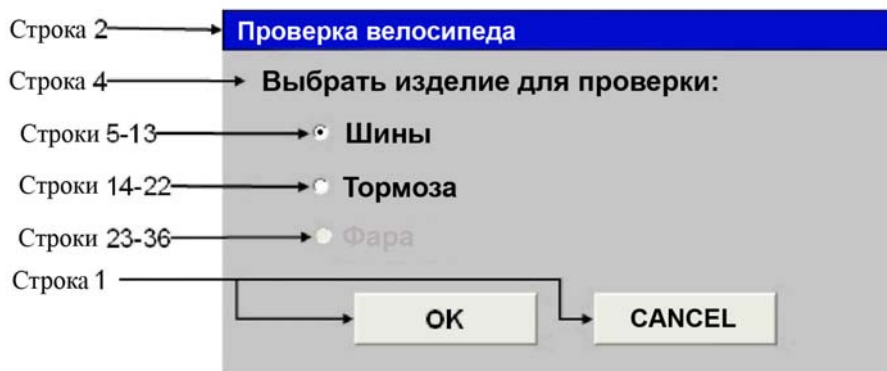 Строка 2 Проверка велосипеда
Строка 4 Выбрать изделие для проверки:
Строки 5-13 Шины
Строки 14-22 Тормоза
Строки 23-36 Фара
Строка 1
OK CANCEL